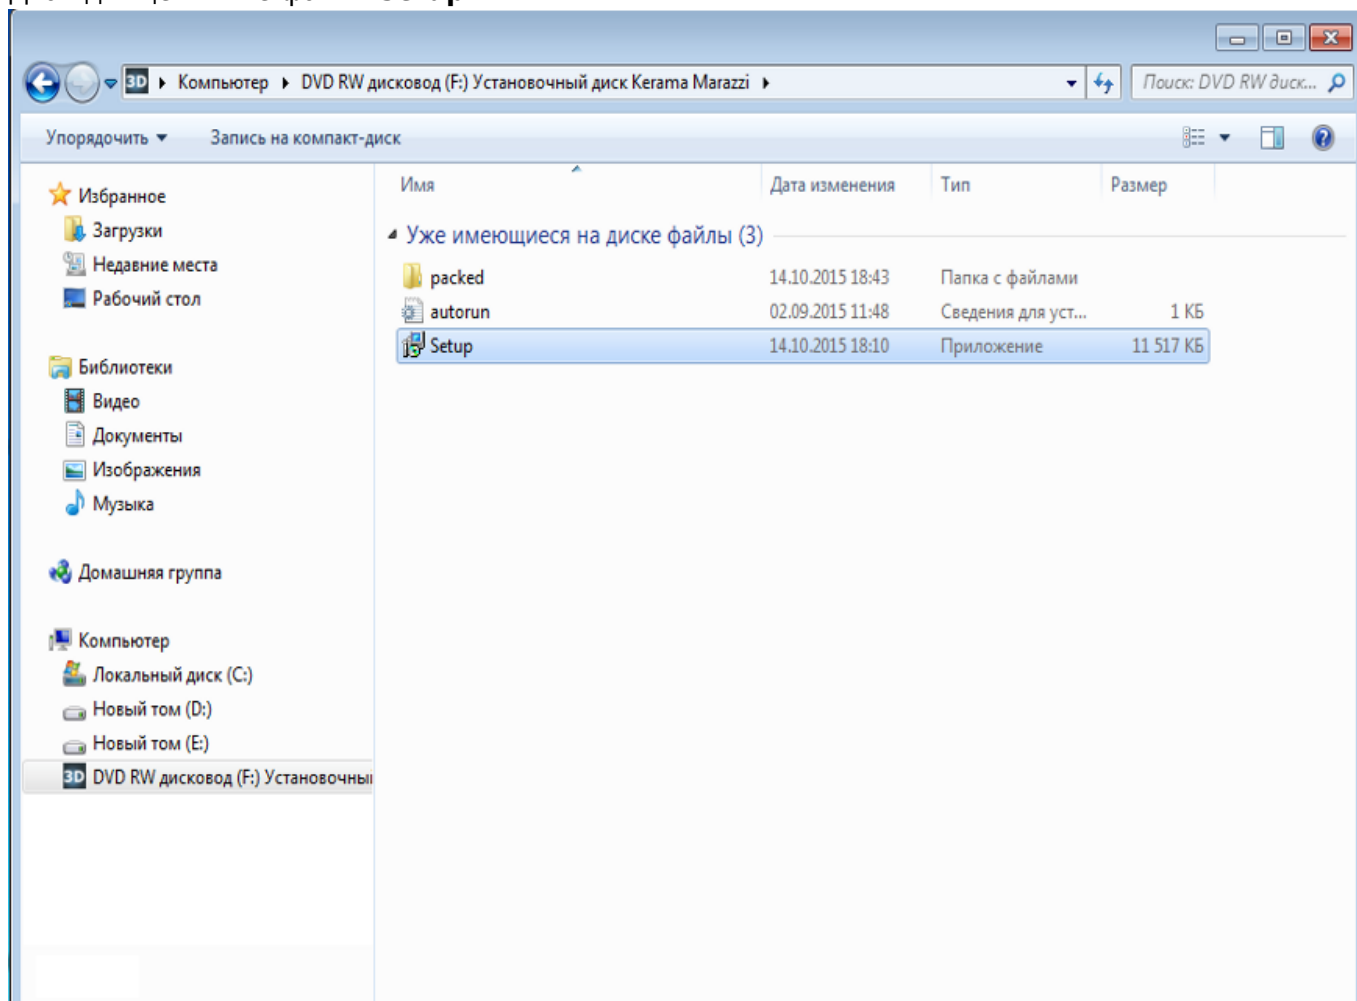 Компьютер DVD RW дисковод (F:) Установочный диск Kerama Marazzi Поиск: DVD RW диск...
Упорядочить Запись на компакт-диск
Избранное
Загрузки
Недавние места
Рабочий стол
Библиотеки
Видео
Документы
Изображения
Музыка
Домашняя группа
Компьютер
Локальный диск (C:)
Новый том (D:)
Новый том (E:)
3D DVD RW дисковод (F:) Установочны
Имя Дата изменения Тип Размер
Уже имеющиеся на диске файлы (3)
packed 14.10.2015 18:43 Папка с файлами
autorun 02.09.2015 11:48 Сведения для уст... 1 КБ
Setup 14.10.2015 18:10 Приложение 11 517 КБ